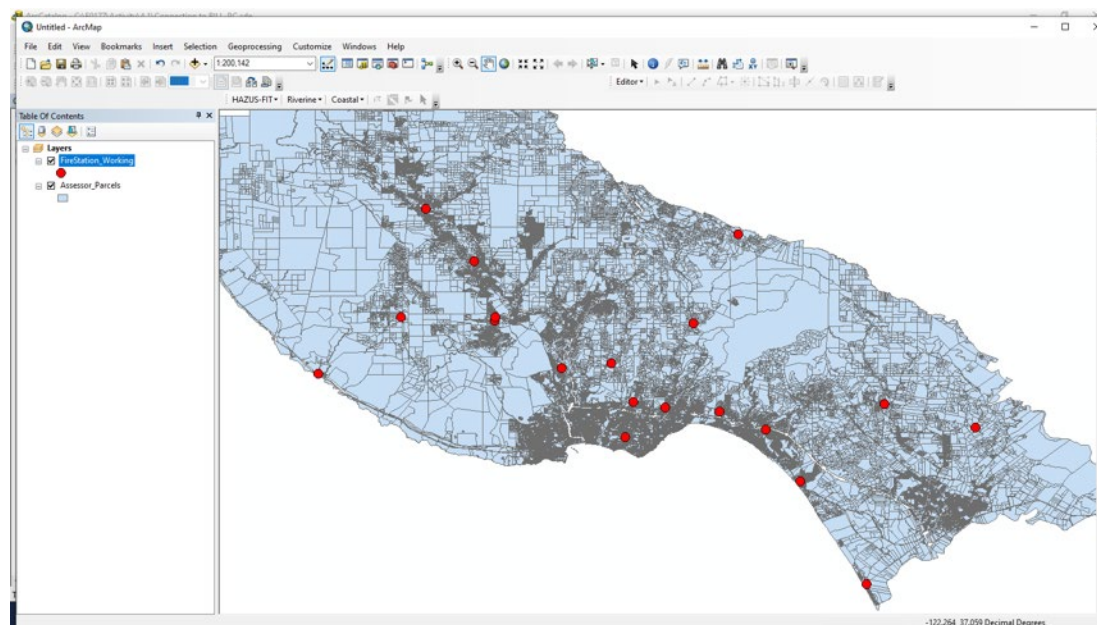 Untitled - ArcMap
File Edit View Bookmarks Insert Selection Geoprocessing Customize Windows Help
1:200,142
Editor
HAZUS-FIT Riverine Coastal
Table Of Contents
Layers
FireStation_Working
Assessor_Parcels
-122.264 37.059 Decimal Degrees